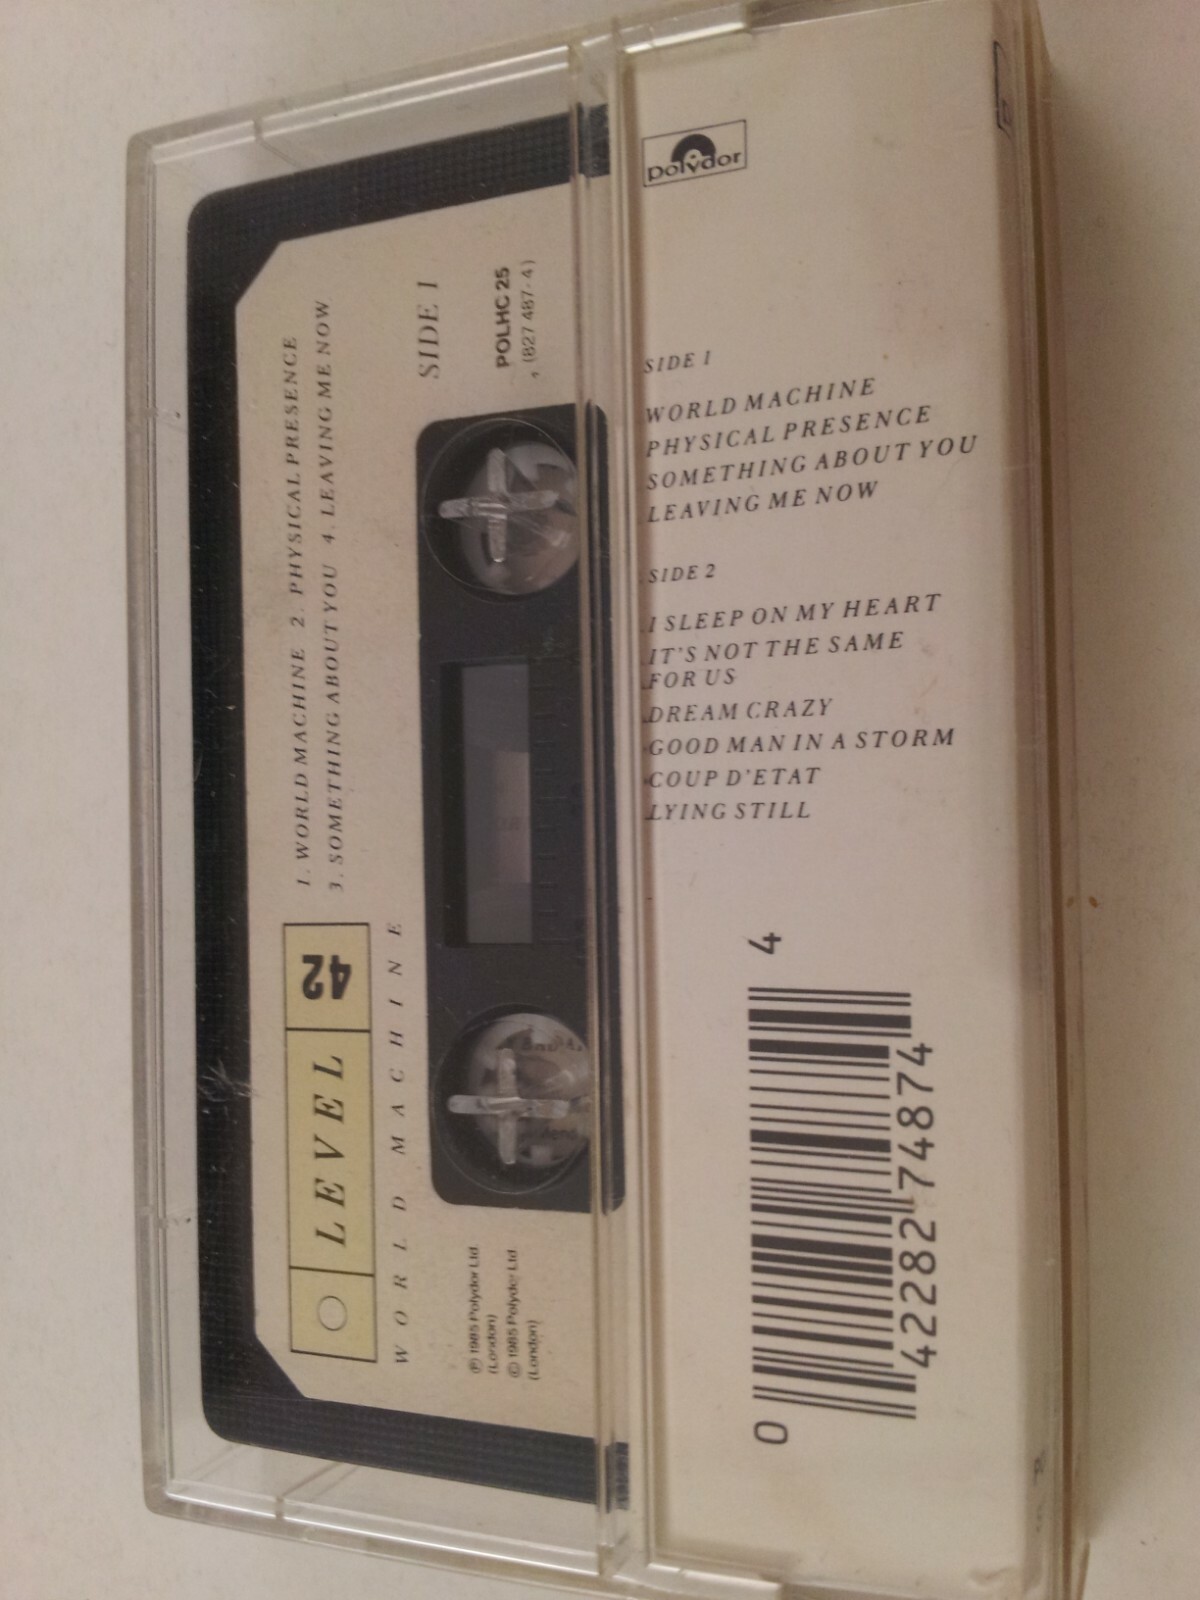 1. WORLD MACHINE 2. PHYSICAL PRESENCE
3. SOMETHING ABOUT YOU 4. LEAVING ME NOW
LEVEL 42
WORLD MACHINE
SIDE 1
POLHC 25
(827 487-4)
℗ 1985 Polydor Ltd.
(London)
© 1985 Polydor Ltd.
(London)
polydor
SIDE 1
WORLD MACHINE
PHYSICAL PRESENCE
SOMETHING ABOUT YOU
LEAVING ME NOW
SIDE 2
I SLEEP ON MY HEART
IT'S NOT THE SAME
FOR US
DREAM CRAZY
GOOD MAN IN A STORM
COUP D'ETAT
LYING STILL
0 42282 74874 4